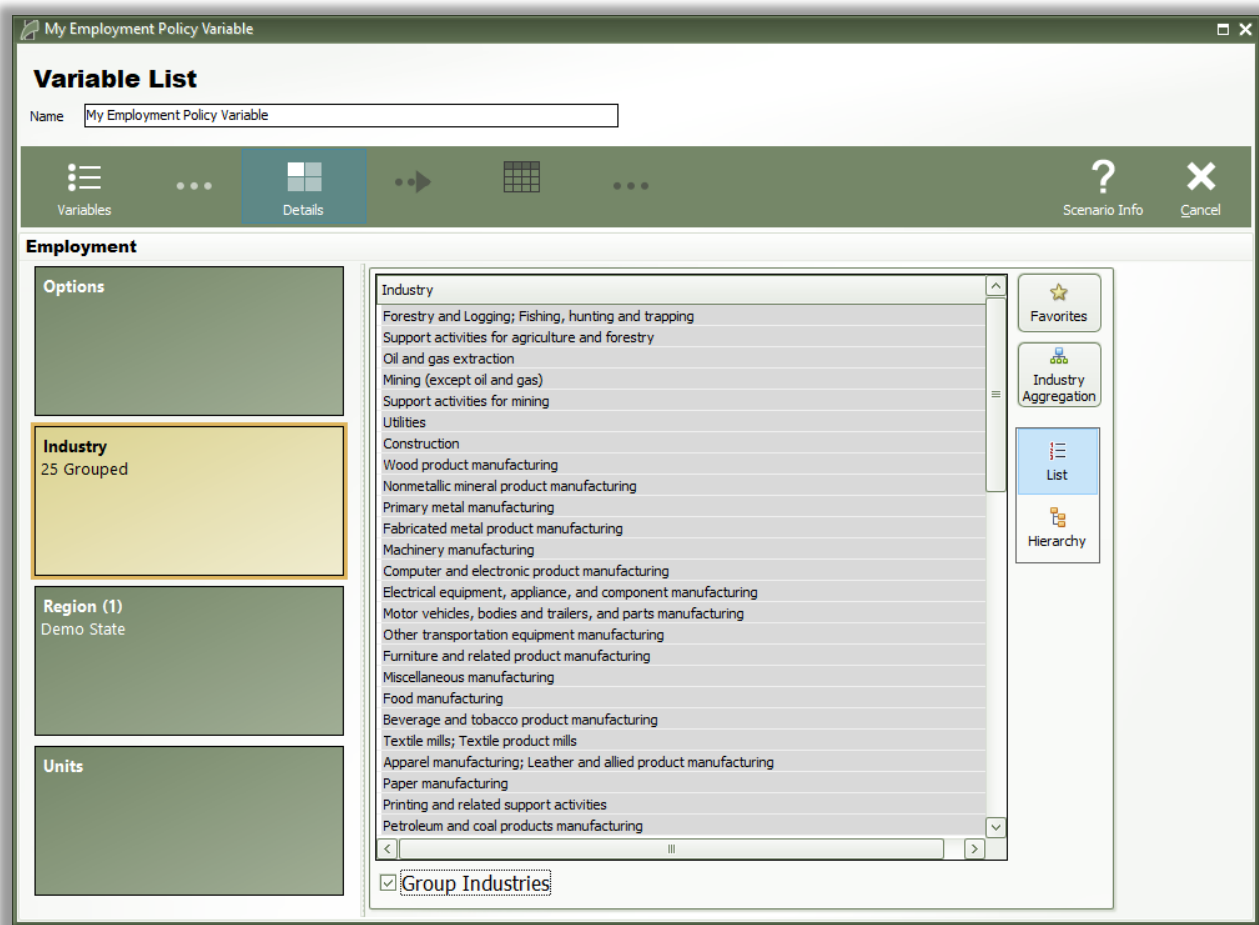 My Employment Policy Variable
Variable List
Name My Employment Policy Variable
Variables
Details
Scenario Info
Cancel
Employment
Options
Industry
25 Grouped
Region (1)
Demo State
Units
Industry
Forestry and Logging; Fishing, hunting and trapping
Support activities for agriculture and forestry
Oil and gas extraction
Mining (except oil and gas)
Support activities for mining
Utilities
Construction
Wood product manufacturing
Nonmetallic mineral product manufacturing
Primary metal manufacturing
Fabricated metal product manufacturing
Machinery manufacturing
Computer and electronic product manufacturing
Electrical equipment, appliance, and component manufacturing
Motor vehicles, bodies and trailers, and parts manufacturing
Other transportation equipment manufacturing
Furniture and related product manufacturing
Miscellaneous manufacturing
Food manufacturing
Beverage and tobacco product manufacturing
Textile mills; Textile product mills
Apparel manufacturing; Leather and allied product manufacturing
Paper manufacturing
Printing and related support activities
Petroleum and coal products manufacturing
Group Industries
Favorites
Industry
Aggregation
List
Hierarchy